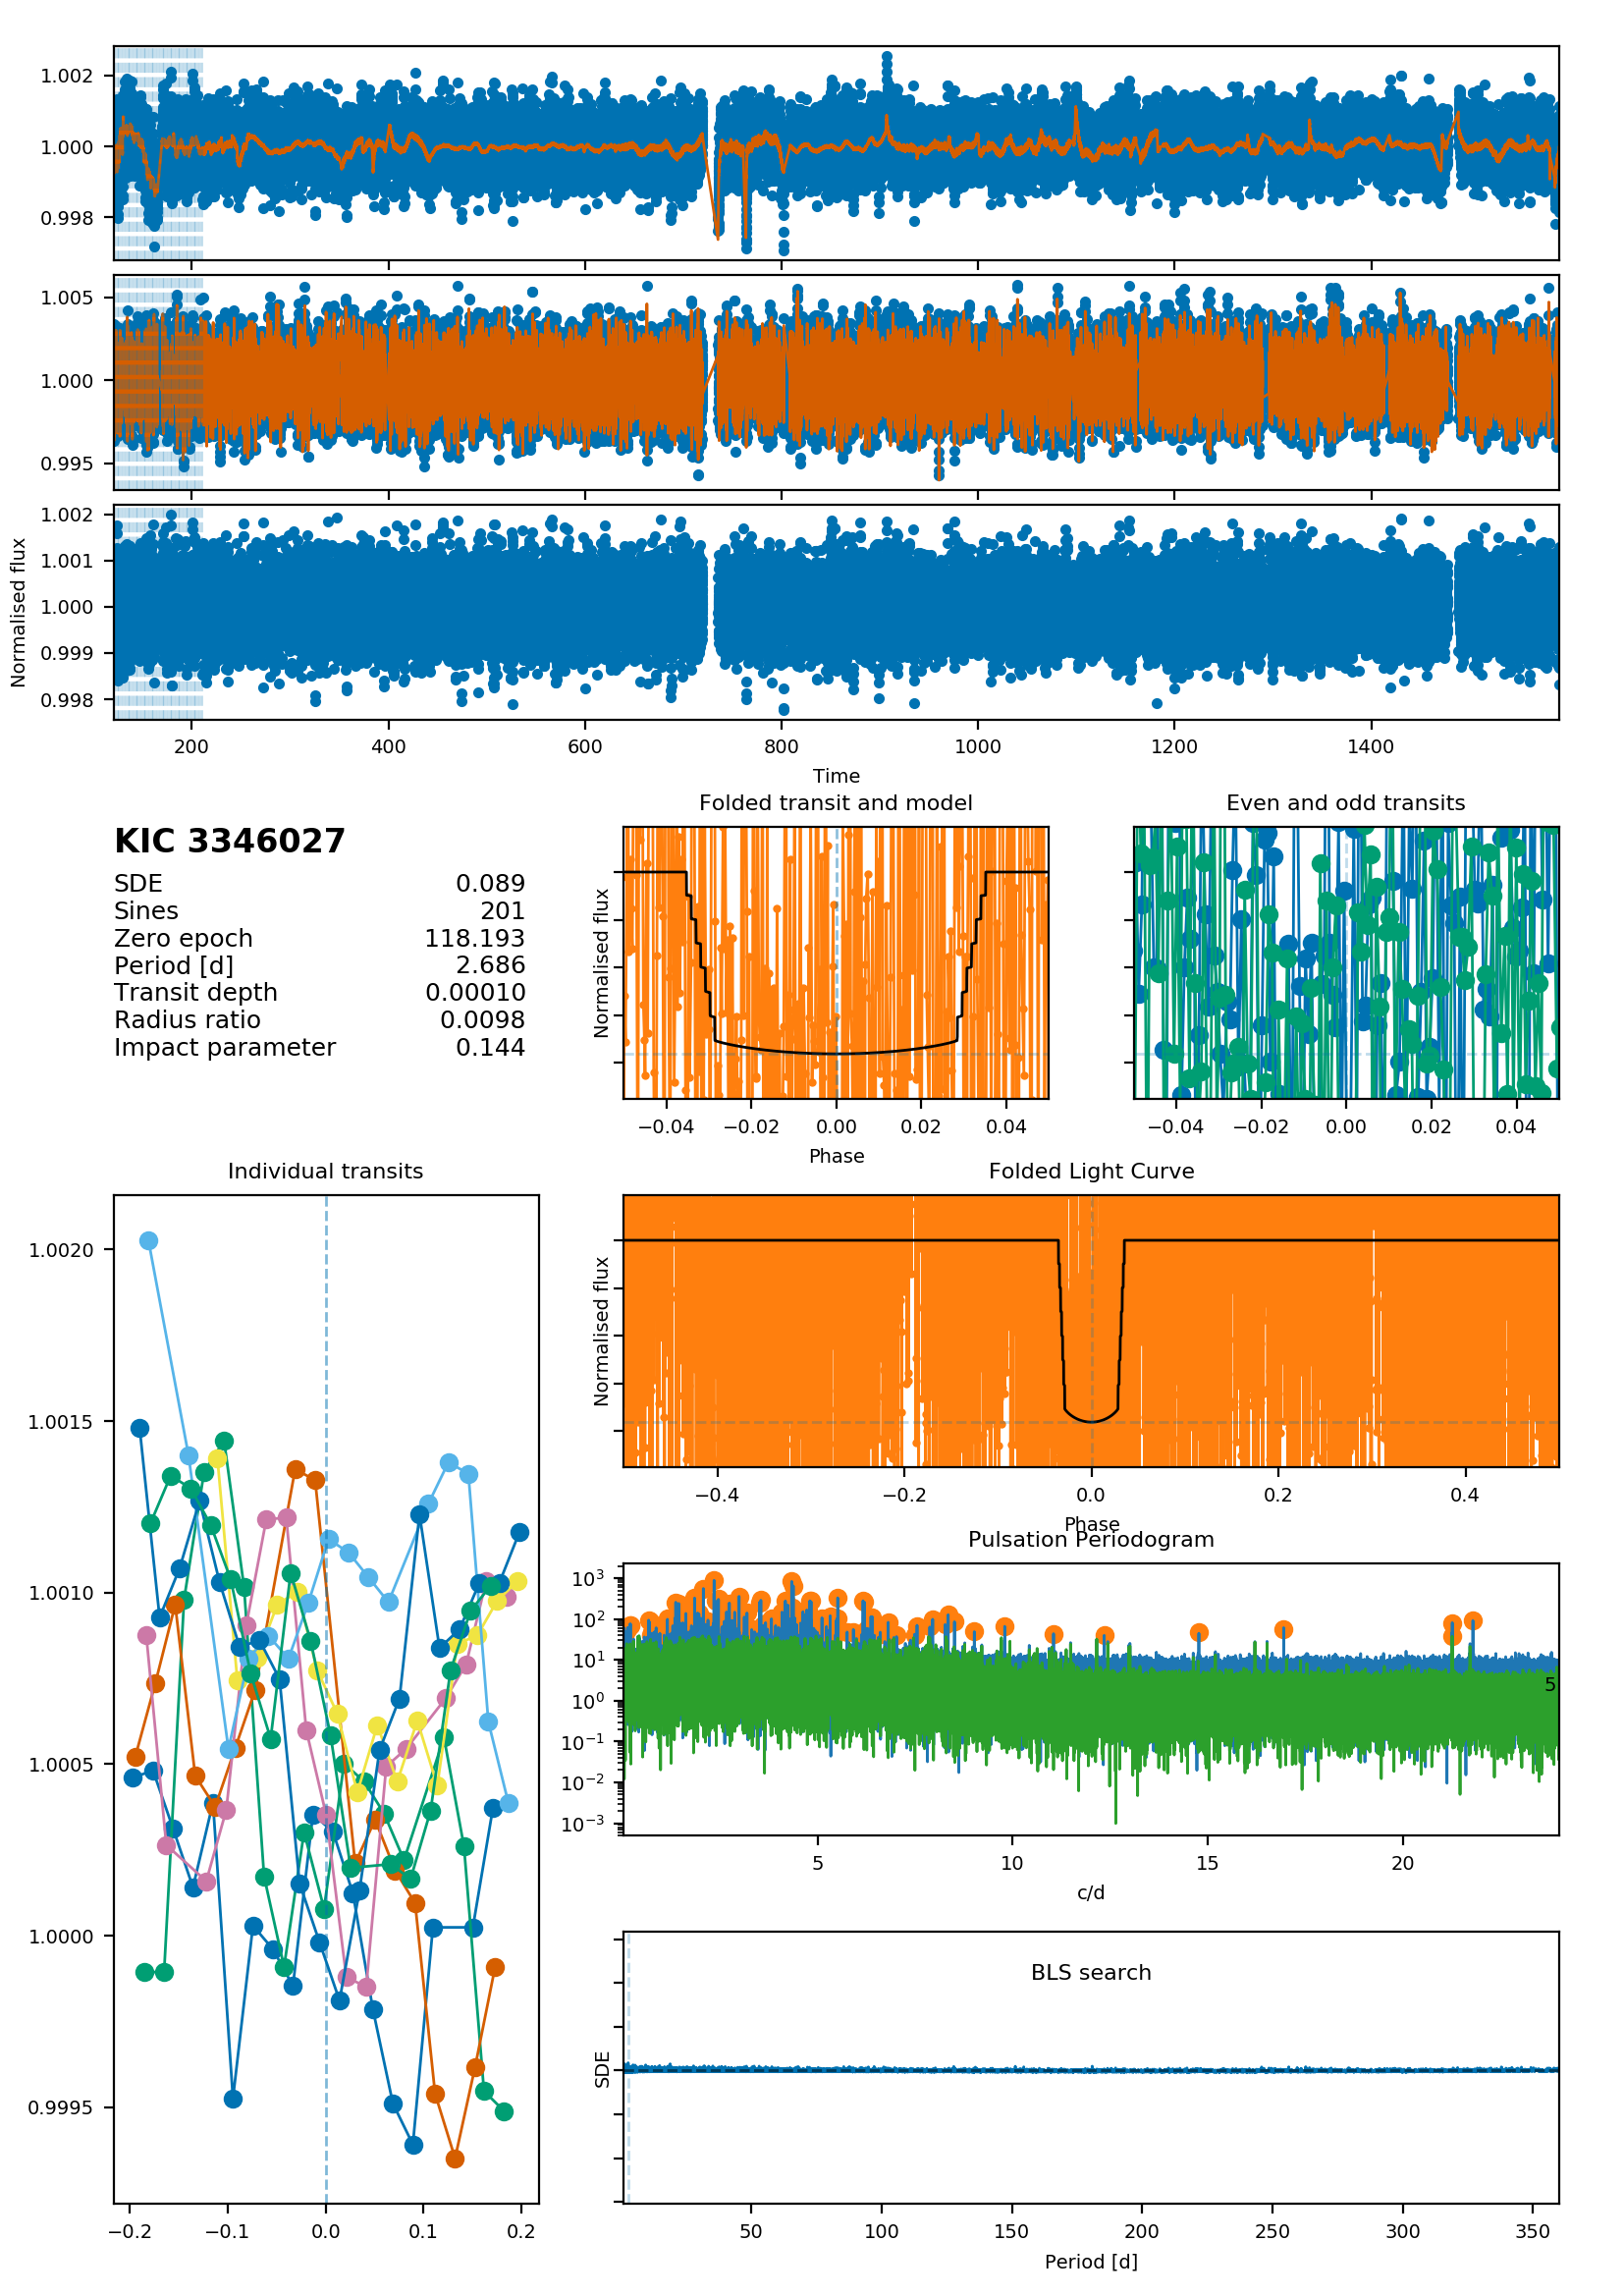 1.002
1.000
0.998
1.005
1.000
0.995
1.002
1.001
1.000
0.999
0.998
Normalised flux
200 400 600 800 1000 1200 1400
Time
KIC 3346027
SDE 0.089
Sines 201
Zero epoch 118.193
Period [d] 2.686
Transit depth 0.00010
Radius ratio 0.0098
Impact parameter 0.144
Folded transit and model
Normalised flux
−0.04 −0.02 0.00 0.02 0.04
Phase
Even and odd transits
−0.04 −0.02 0.00 0.02 0.04
Individual transits
1.0020
1.0015
1.0010
1.0005
1.0000
0.9995
−0.2 −0.1 0.0 0.1 0.2
Folded Light Curve
Normalised flux
−0.4 −0.2 0.0 0.2 0.4
Phase
Pulsation Periodogram
10³
10²
10¹
10⁰
10⁻¹
10⁻²
10⁻³
5
5 10 15 20
c/d
BLS search
SDE
50 100 150 200 250 300 350
Period [d]